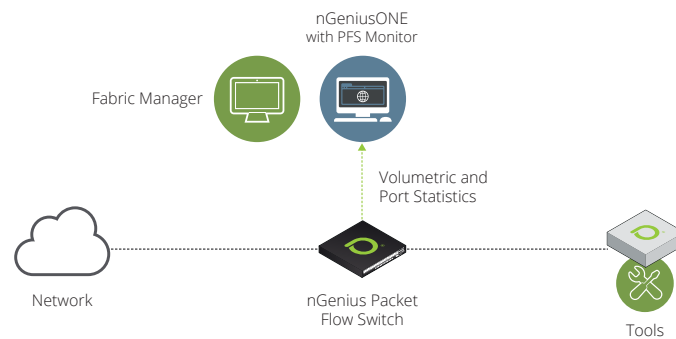 nGeniusONE
with PFS Monitor
Fabric Manager
Volumetric and
Port Statistics
Network
nGenius Packet
Flow Switch
Tools